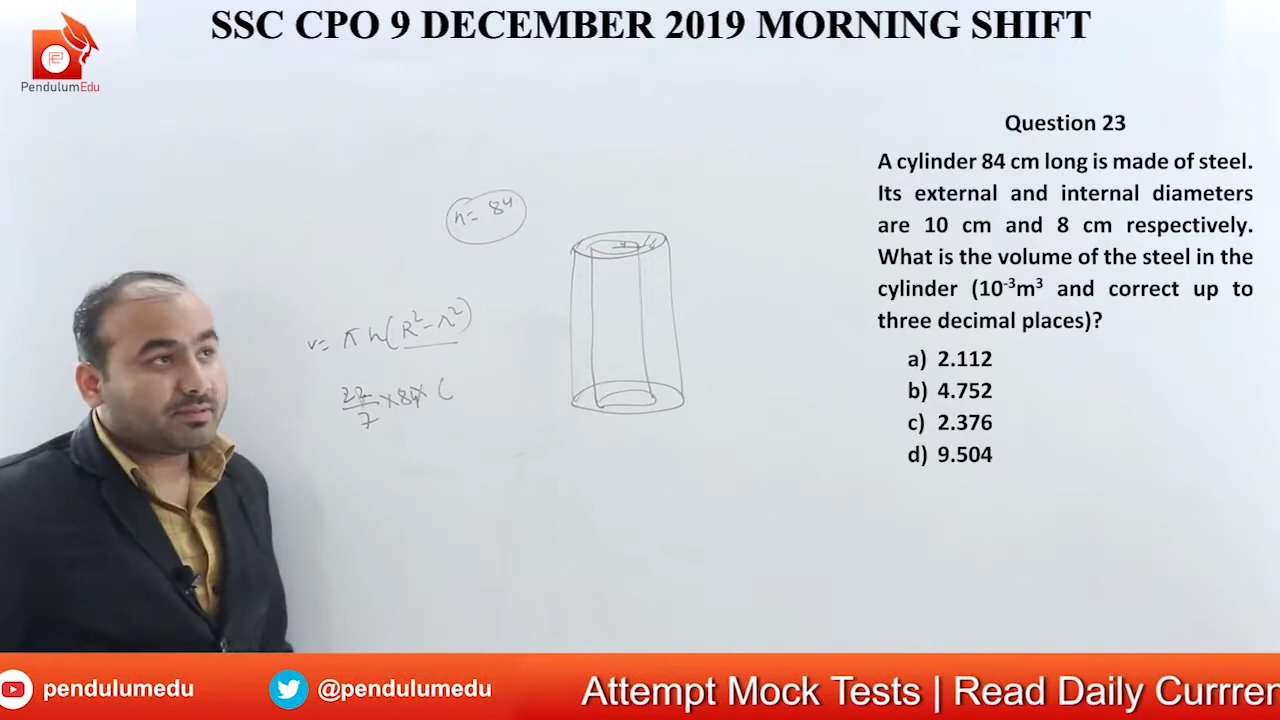 SSC CPO 9 DECEMBER 2019 MORNING SHIFT
PendulumEdu
Question 23
A cylinder 84 cm long is made of steel.
Its external and internal diameters
are 10 cm and 8 cm respectively.
What is the volume of the steel in the
cylinder (10⁻³m³ and correct up to
three decimal places)?
a) 2.112
b) 4.752
c) 2.376
d) 9.504
h= 84
v= πh(R²-r²)
22/7 ×84× (
pendulumedu
@pendulumedu
Attempt Mock Tests | Read Daily Currren